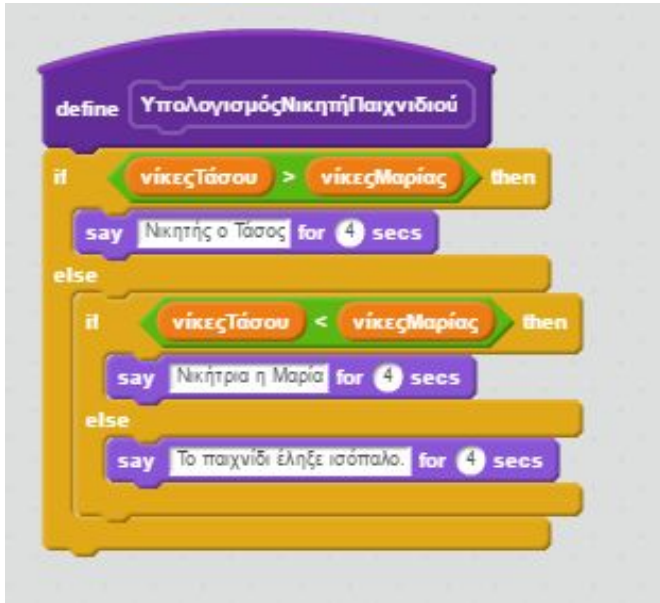 define ΥπολογισμόςΝικητήΠαιχνιδιού
if νίκεςΤάσου > νίκεςΜαρίας then
say Νικητής ο Τάσος for 4 secs
else
if νίκεςΤάσου < νίκεςΜαρίας then
say Νικήτρια η Μαρία for 4 secs
else
say Το παιχνίδι έληξε ισόπαλο. for 4 secs